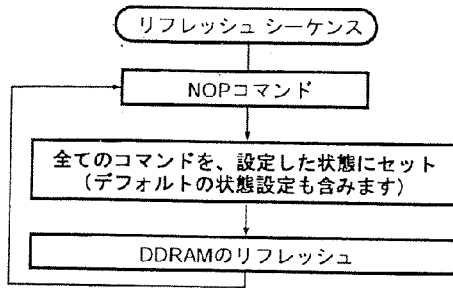 リフレッシュ シーケンス
NOPコマンド
全てのコマンドを、設定した状態にセット
（デフォルトの状態設定も含みます）
DDRAMのリフレッシュ